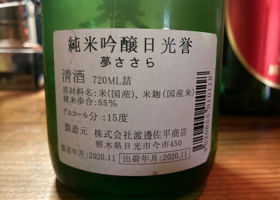 純米吟醸日光誉
夢ささら
清酒 720ML詰
原材料名:米(国産)、米麹(国産米)
精米歩合:55%
アルコール分:15度
製造元 株式会社渡邊佐平商店
栃木県日光市今市450
製造年月:2020.11 出荷年月:2020.11